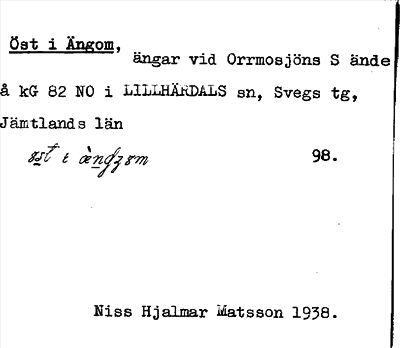 Öst i Ängom,
ängar vid Orrmosjöns S ände
å kG 82 NO i LILLHÄRDALS sn, Svegs tg,
Jämtlands län
98.
Niss Hjalmar Matsson 1938.